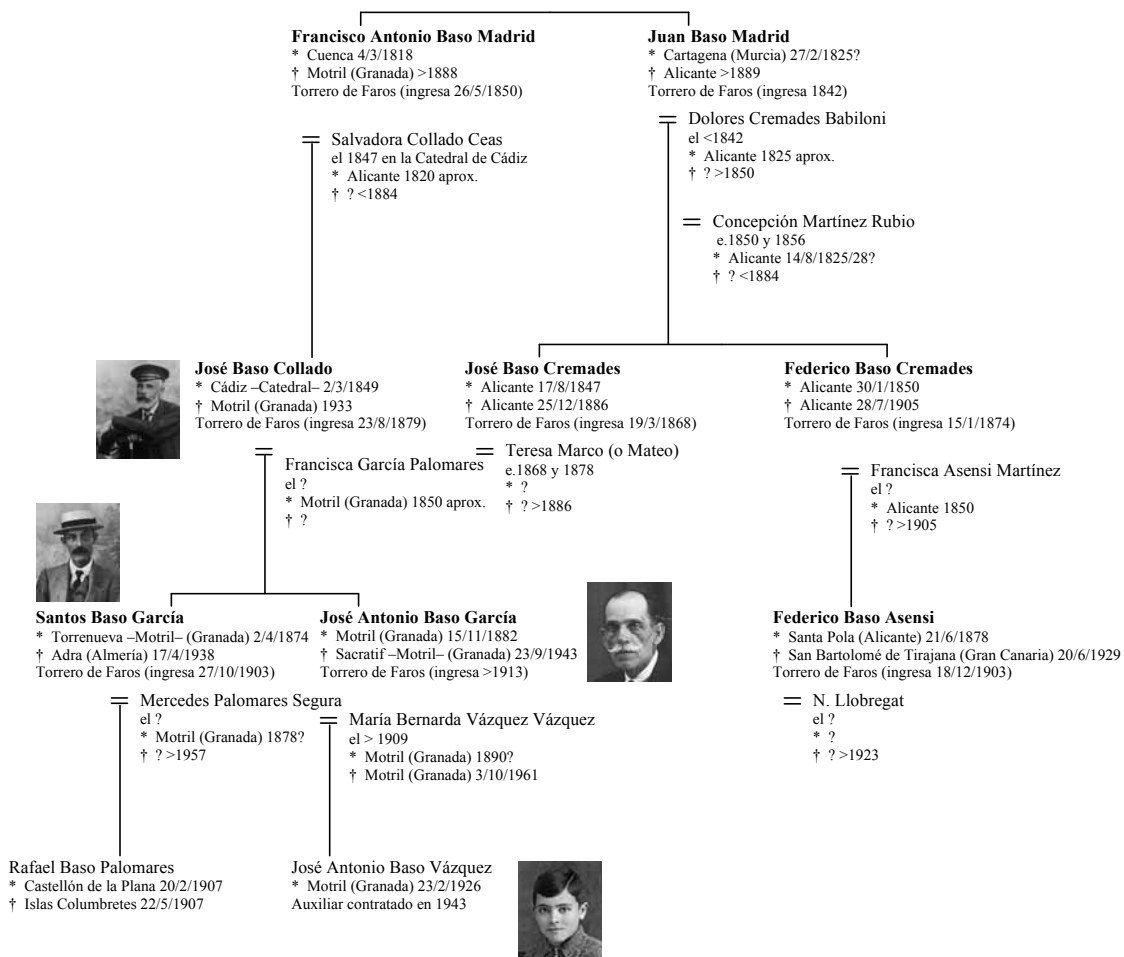 Francisco Antonio Baso Madrid
* Cuenca 4/3/1818
† Motril (Granada) >1888
Torrero de Faros (ingresa 26/5/1850)
Juan Baso Madrid
* Cartagena (Murcia) 27/2/1825?
† Alicante >1889
Torrero de Faros (ingresa 1842)
= Salvadora Collado Ceas
el 1847 en la Catedral de Cádiz
* Alicante 1820 aprox.
† ? <1884
= Dolores Cremades Babiloni
el <1842
* Alicante 1825 aprox.
† ? >1850
= Concepción Martínez Rubio
e.1850 y 1856
* Alicante 14/8/1825/28?
† ? <1884
José Baso Collado
* Cádiz –Catedral– 2/3/1849
† Motril (Granada) 1933
Torrero de Faros (ingresa 23/8/1879)
José Baso Cremades
* Alicante 17/8/1847
† Alicante 25/12/1886
Torrero de Faros (ingresa 19/3/1868)
Federico Baso Cremades
* Alicante 30/1/1850
† Alicante 28/7/1905
Torrero de Faros (ingresa 15/1/1874)
= Francisca García Palomares
el ?
* Motril (Granada) 1850 aprox.
† ?
= Teresa Marco (o Mateo)
e.1868 y 1878
* ?
† ? >1886
= Francisca Asensi Martínez
el ?
* Alicante 1850
† ? >1905
Santos Baso García
* Torrenueva –Motril– (Granada) 2/4/1874
† Adra (Almería) 17/4/1938
Torrero de Faros (ingresa 27/10/1903)
José Antonio Baso García
* Motril (Granada) 15/11/1882
† Sacratif –Motril– (Granada) 23/9/1943
Torrero de Faros (ingresa >1913)
Federico Baso Asensi
* Santa Pola (Alicante) 21/6/1878
† San Bartolomé de Tirajana (Gran Canaria) 20/6/1929
Torrero de Faros (ingresa 18/12/1903)
= Mercedes Palomares Segura
el ?
* Motril (Granada) 1878?
† ? >1957
= María Bernarda Vázquez Vázquez
el > 1909
* Motril (Granada) 1890?
† Motril (Granada) 3/10/1961
= N. Llobregat
el ?
* ?
† ? >1923
Rafael Baso Palomares
* Castellón de la Plana 20/2/1907
† Islas Columbretes 22/5/1907
José Antonio Baso Vázquez
* Motril (Granada) 23/2/1926
Auxiliar contratado en 1943